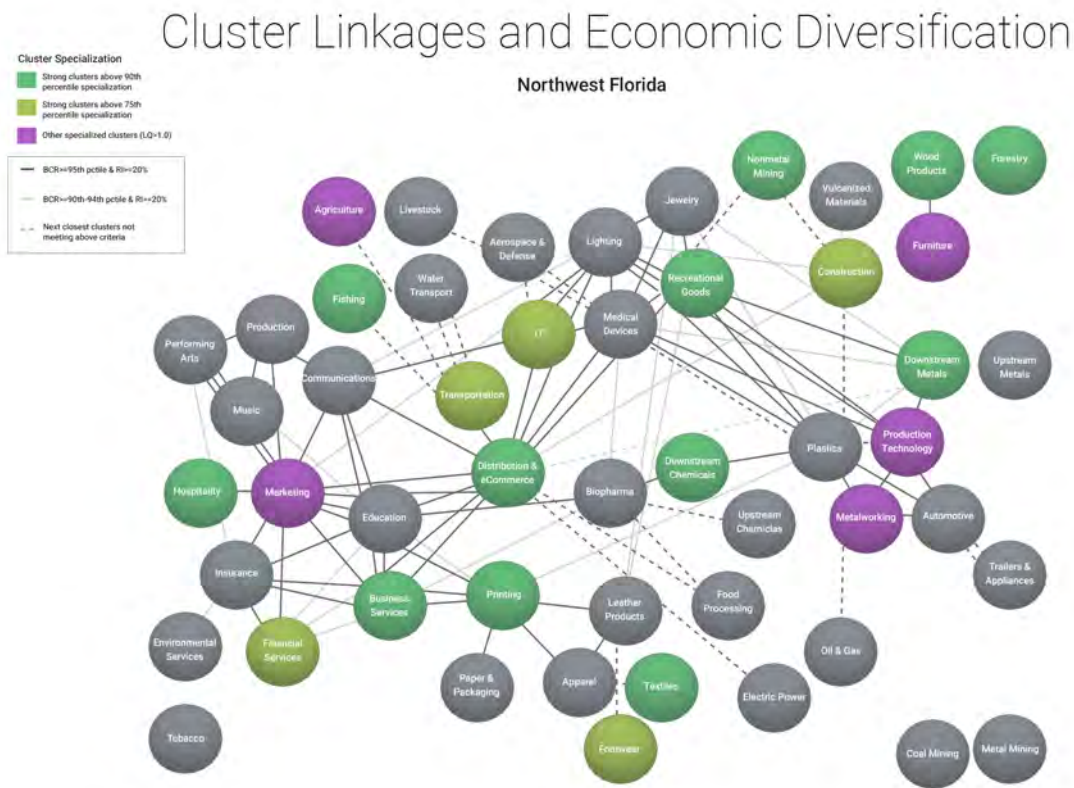 Cluster Linkages and Economic Diversification
Northwest Florida
Cluster Specialization
Strong clusters above 90th
percentile specialization
Strong clusters above 75th
percentile specialization
Other specialized clusters (LQ>1.0)
BCR>=95th pctile & RI>=20%
BCR>=90th-94th pctile & RI>=20%
Next closest clusters not
meeting above criteria
Nonmetal
Mining
Wood
Products
Forestry
Agriculture
Livestock
Jewelry
Vulcanized
Materials
Aerospace &
Defense
Lighting
Furniture
Water
Transport
Recreational
Goods
Construction
Fishing
Medical
Devices
IT
Production
Performing
Arts
Communications
Downstream
Metals
Upstream
Metals
Transportation
Music
Plastics
Production
Technology
Hospitality
Marketing
Distribution &
eCommerce
Biopharma
Downstream
Chemicals
Education
Upstream
Chemiclas
Metalworking
Automotive
Insurance
Business
Services
Printing
Leather
Products
Food
Processing
Trailers &
Appliances
Environmental
Services
Financial
Services
Oil & Gas
Paper &
Packaging
Apparel
Textiles
Electric Power
Tobacco
Footwear
Coal Mining
Metal Mining